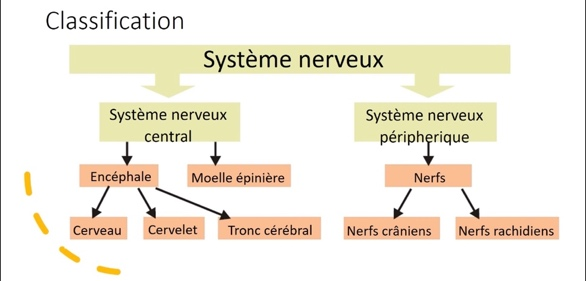 Classification
Système nerveux
Système nerveux
central
Système nerveux
péripherique
Encéphale
Moelle épinière
Nerfs
Cerveau
Cervelet
Tronc cérébral
Nerfs crâniens
Nerfs rachidiens